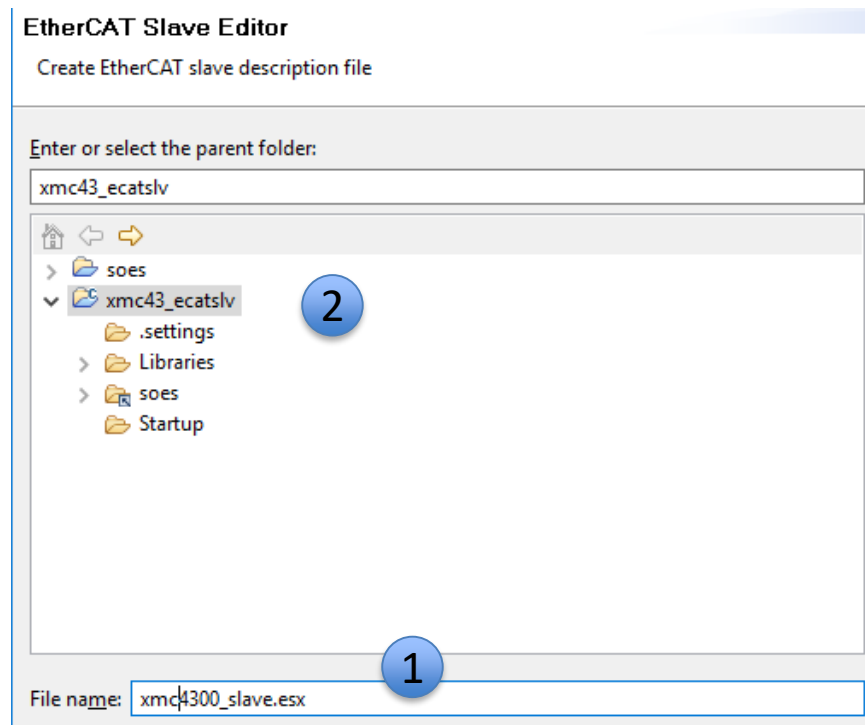 EtherCAT Slave Editor
Create EtherCAT slave description file
Enter or select the parent folder:
xmc43_ecatslv
soes
xmc43_ecatslv
2
.settings
Libraries
soes
Startup
1
File name: xmc4300_slave.esx